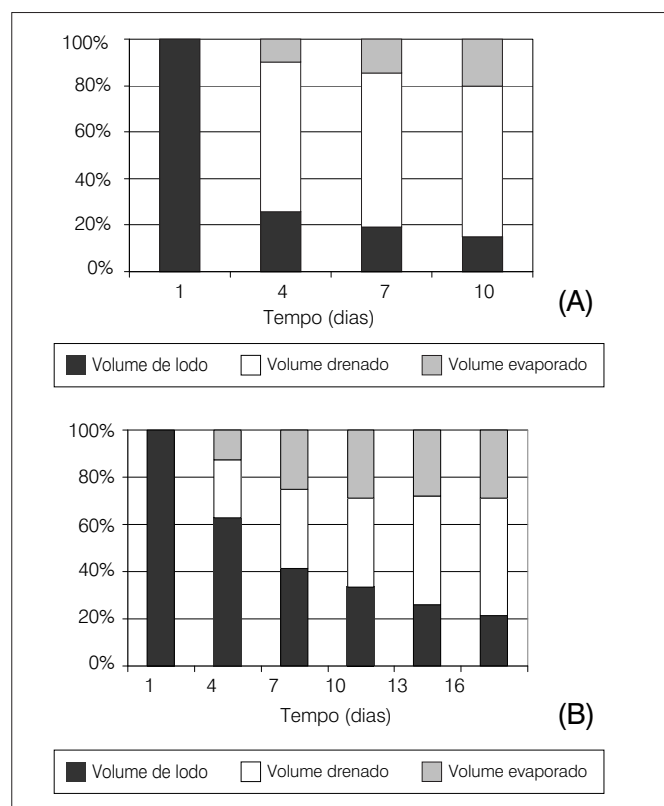 100%
80%
60%
40%
20%
0%
1 4 7 10
Tempo (dias)
(A)
Volume de lodo Volume drenado Volume evaporado
100%
80%
60%
40%
20%
0%
1 4 7 10 13 16
Tempo (dias)
(B)
Volume de lodo Volume drenado Volume evaporado